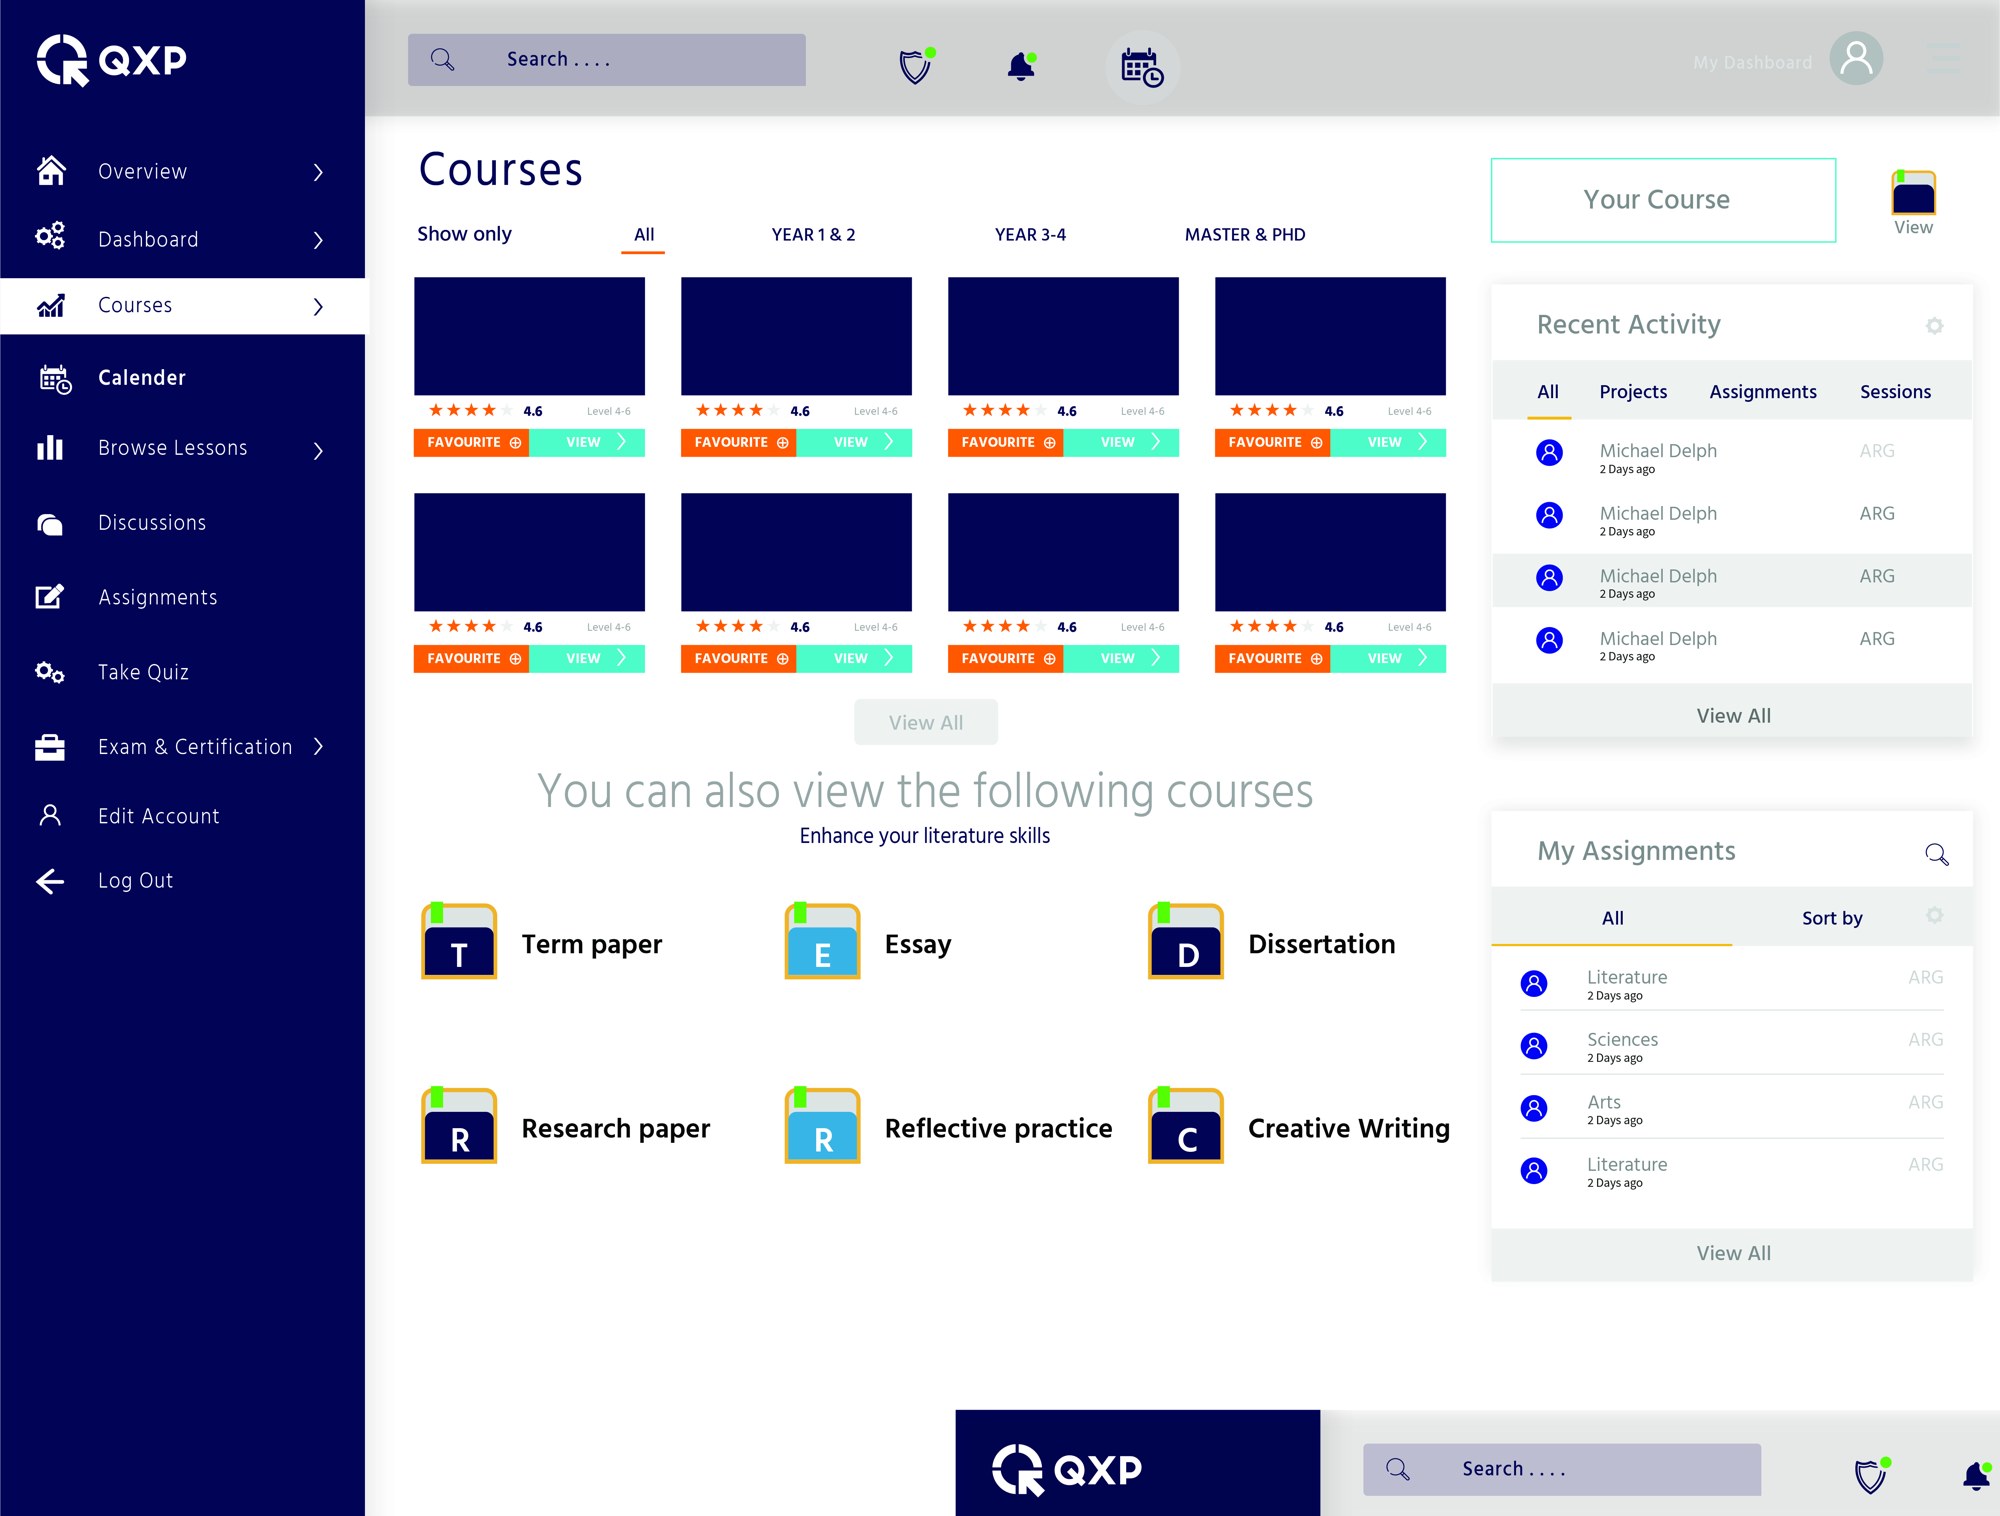 QXP
Search . . . .
My Dashboard
Overview
Dashboard
Courses
Calender
Browse Lessons
Discussions
Assignments
Take Quiz
Exam & Certification
Edit Account
Log Out
Courses
Show only All YEAR 1 & 2 YEAR 3-4 MASTER & PHD
4.6 Level 4-6 4.6 Level 4-6 4.6 Level 4-6 4.6 Level 4-6
FAVOURITE VIEW FAVOURITE VIEW FAVOURITE VIEW FAVOURITE VIEW
4.6 Level 4-6 4.6 Level 4-6 4.6 Level 4-6 4.6 Level 4-6
FAVOURITE VIEW FAVOURITE VIEW FAVOURITE VIEW FAVOURITE VIEW
View All
You can also view the following courses
Enhance your literature skills
T Term paper E Essay D Dissertation
R Research paper R Reflective practice C Creative Writing
Your Course
View
Recent Activity
All Projects Assignments Sessions
Michael Delph ARG
2 Days ago
Michael Delph ARG
2 Days ago
Michael Delph ARG
2 Days ago
Michael Delph ARG
2 Days ago
View All
My Assignments
All Sort by
Literature ARG
2 Days ago
Sciences ARG
2 Days ago
Arts ARG
2 Days ago
Literature ARG
2 Days ago
View All
QXP
Search . . . .